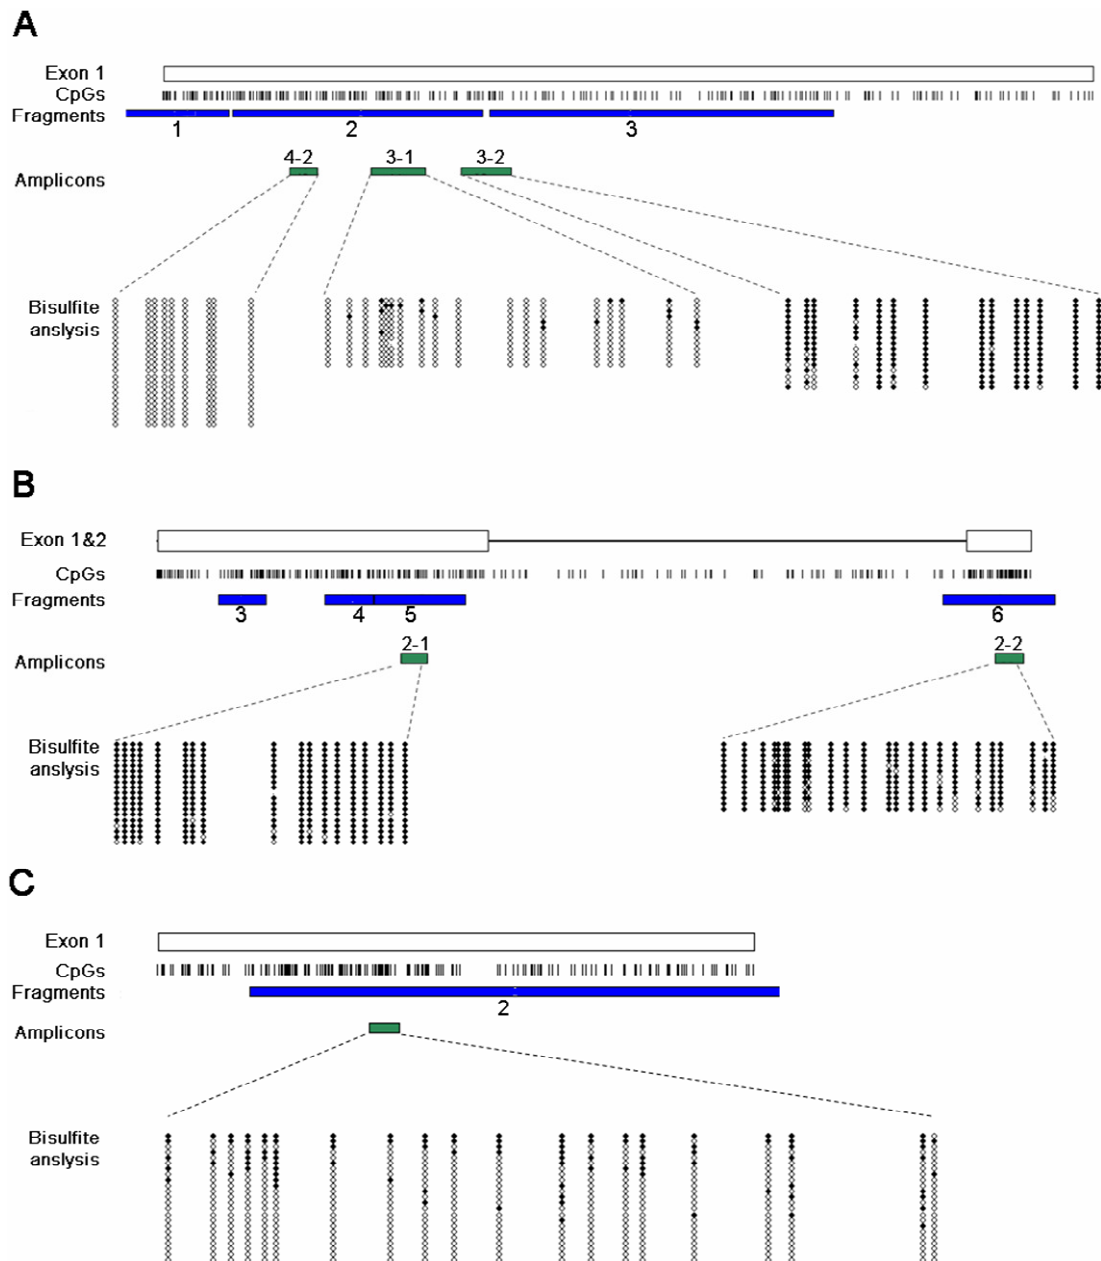 A
Exon 1
CpGs
Fragments
1 2 3
4-2 3-1 3-2
Amplicons
Bisulfite
anslysis
B
Exon 1&2
CpGs
Fragments
3 4 5 6
2-1 2-2
Amplicons
Bisulfite
anslysis
C
Exon 1
CpGs
Fragments
2
Amplicons
Bisulfite
anslysis